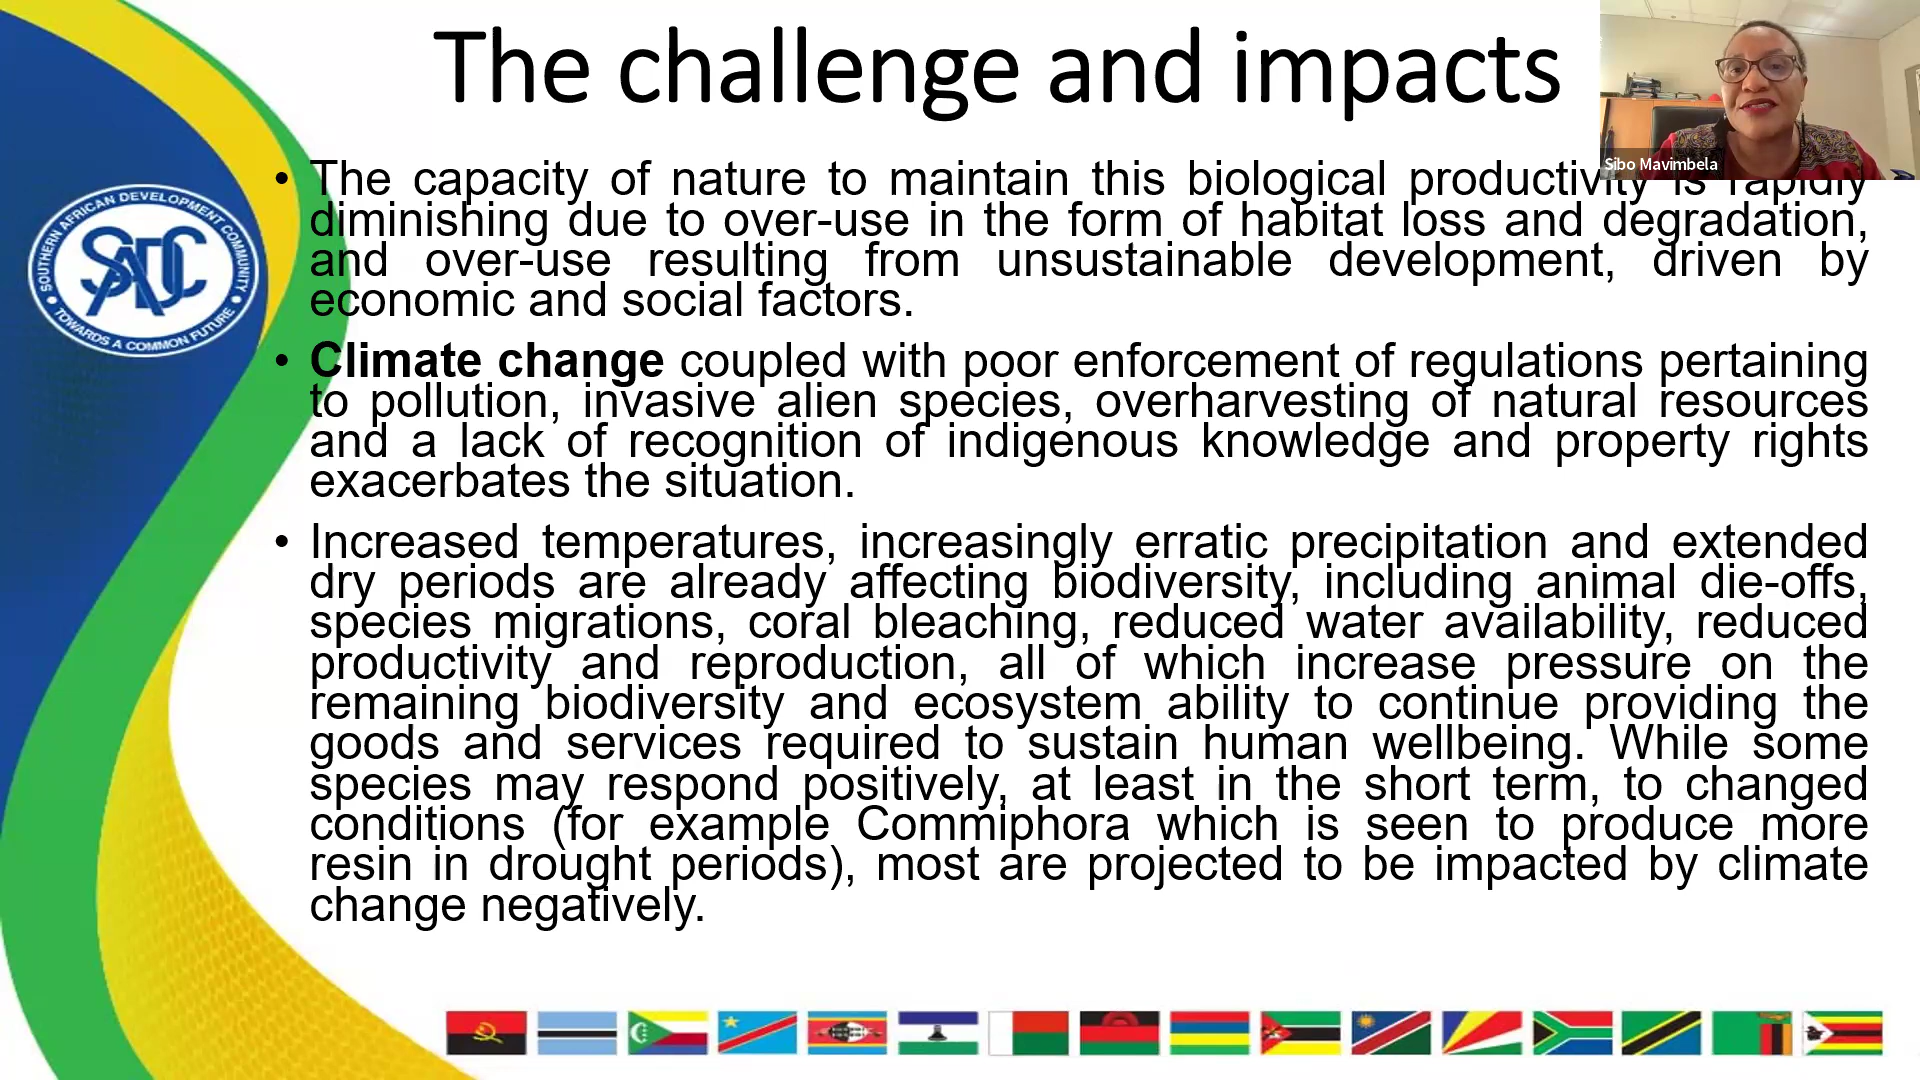 The challenge and impacts
Sibo Mavimbela
SOUTHERN AFRICAN DEVELOPMENT COMMUNITY
SADC
TOWARDS A COMMON FUTURE
• The capacity of nature to maintain this biological productivity is rapidly
diminishing due to over-use in the form of habitat loss and degradation,
and over-use resulting from unsustainable development, driven by
economic and social factors.
• Climate change coupled with poor enforcement of regulations pertaining
to pollution, invasive alien species, overharvesting of natural resources
and a lack of recognition of indigenous knowledge and property rights
exacerbates the situation.
• Increased temperatures, increasingly erratic precipitation and extended
dry periods are already affecting biodiversity, including animal die-offs,
species migrations, coral bleaching, reduced water availability, reduced
productivity and reproduction, all of which increase pressure on the
remaining biodiversity and ecosystem ability to continue providing the
goods and services required to sustain human wellbeing. While some
species may respond positively, at least in the short term, to changed
conditions (for example Commiphora which is seen to produce more
resin in drought periods), most are projected to be impacted by climate
change negatively.